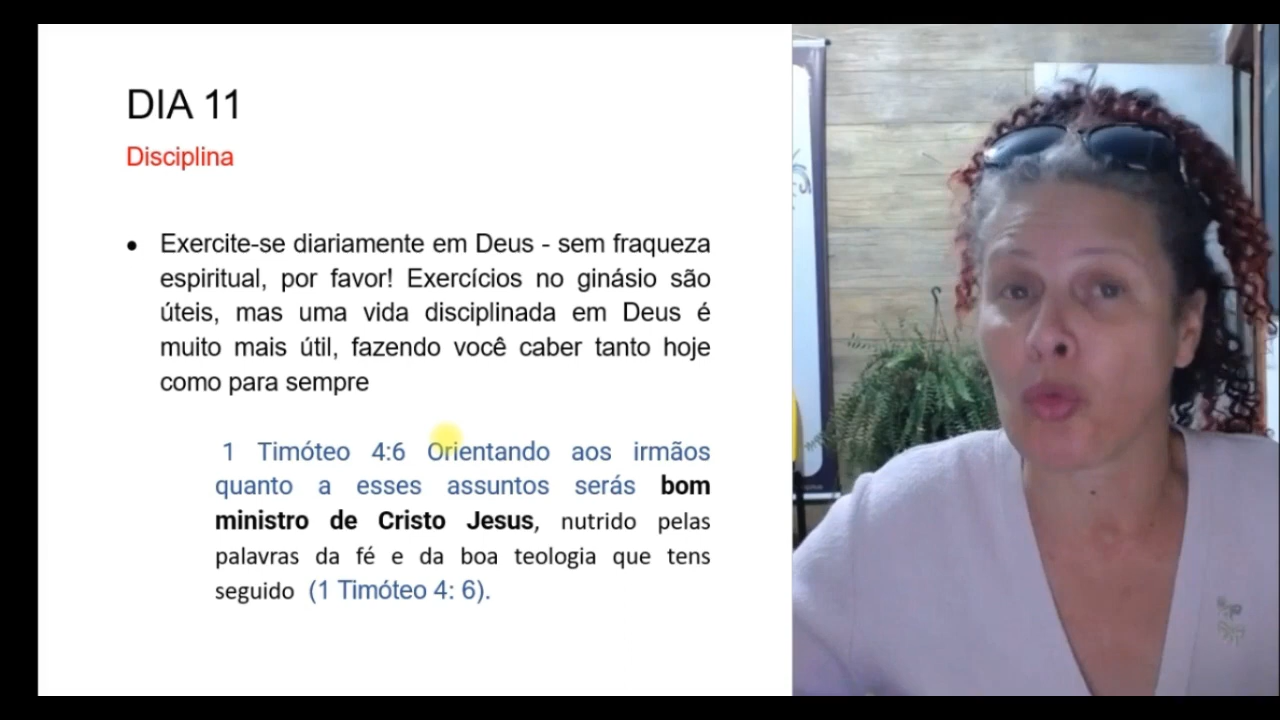 DIA 11
Disciplina
• Exercite-se diariamente em Deus - sem fraqueza
espiritual, por favor! Exercícios no ginásio são
úteis, mas uma vida disciplinada em Deus é
muito mais útil, fazendo você caber tanto hoje
como para sempre
1 Timóteo 4:6 Orientando aos irmãos
quanto a esses assuntos serás bom
ministro de Cristo Jesus, nutrido pelas
palavras da fé e da boa teologia que tens
seguido (1 Timóteo 4: 6).